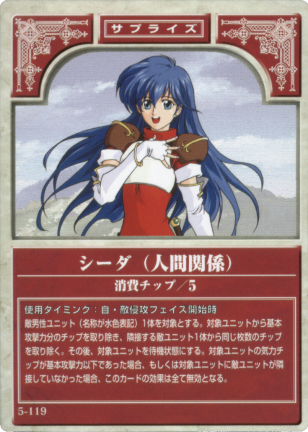 サプライズ
シーダ（人間関係）
消費チップ／5
使用タイミング：自・敵侵攻フェイス開始時
敵男性ユニット（名称が水色表記）1体を対象とする。対象ユニットから基本
攻撃力分のチップを取り除き、隣接する敵ユニット1体から同じ枚数のチップ
を取り除く。その後、対象ユニットを待機状態にする。対象ユニットの気力チ
ップが基本攻撃力以下であった場合、もしくは対象ユニットに敵ユニットが隣
接していなかった場合、このカードの効果は全て無効となる。
5-119